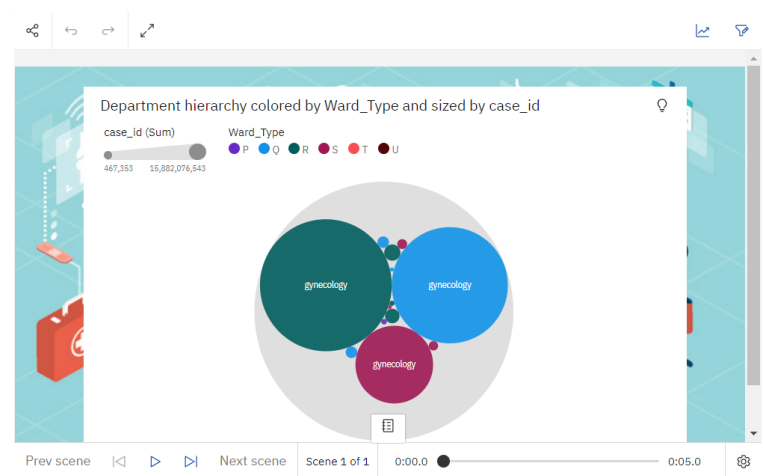 Department hierarchy colored by Ward_Type and sized by case_id
case_id (Sum)
467,353 15,882,076,543
Ward_Type
P Q R S T U
gynecology
gynecology
gynecology
Prev scene Next scene Scene 1 of 1 0:00.0 0:05.0